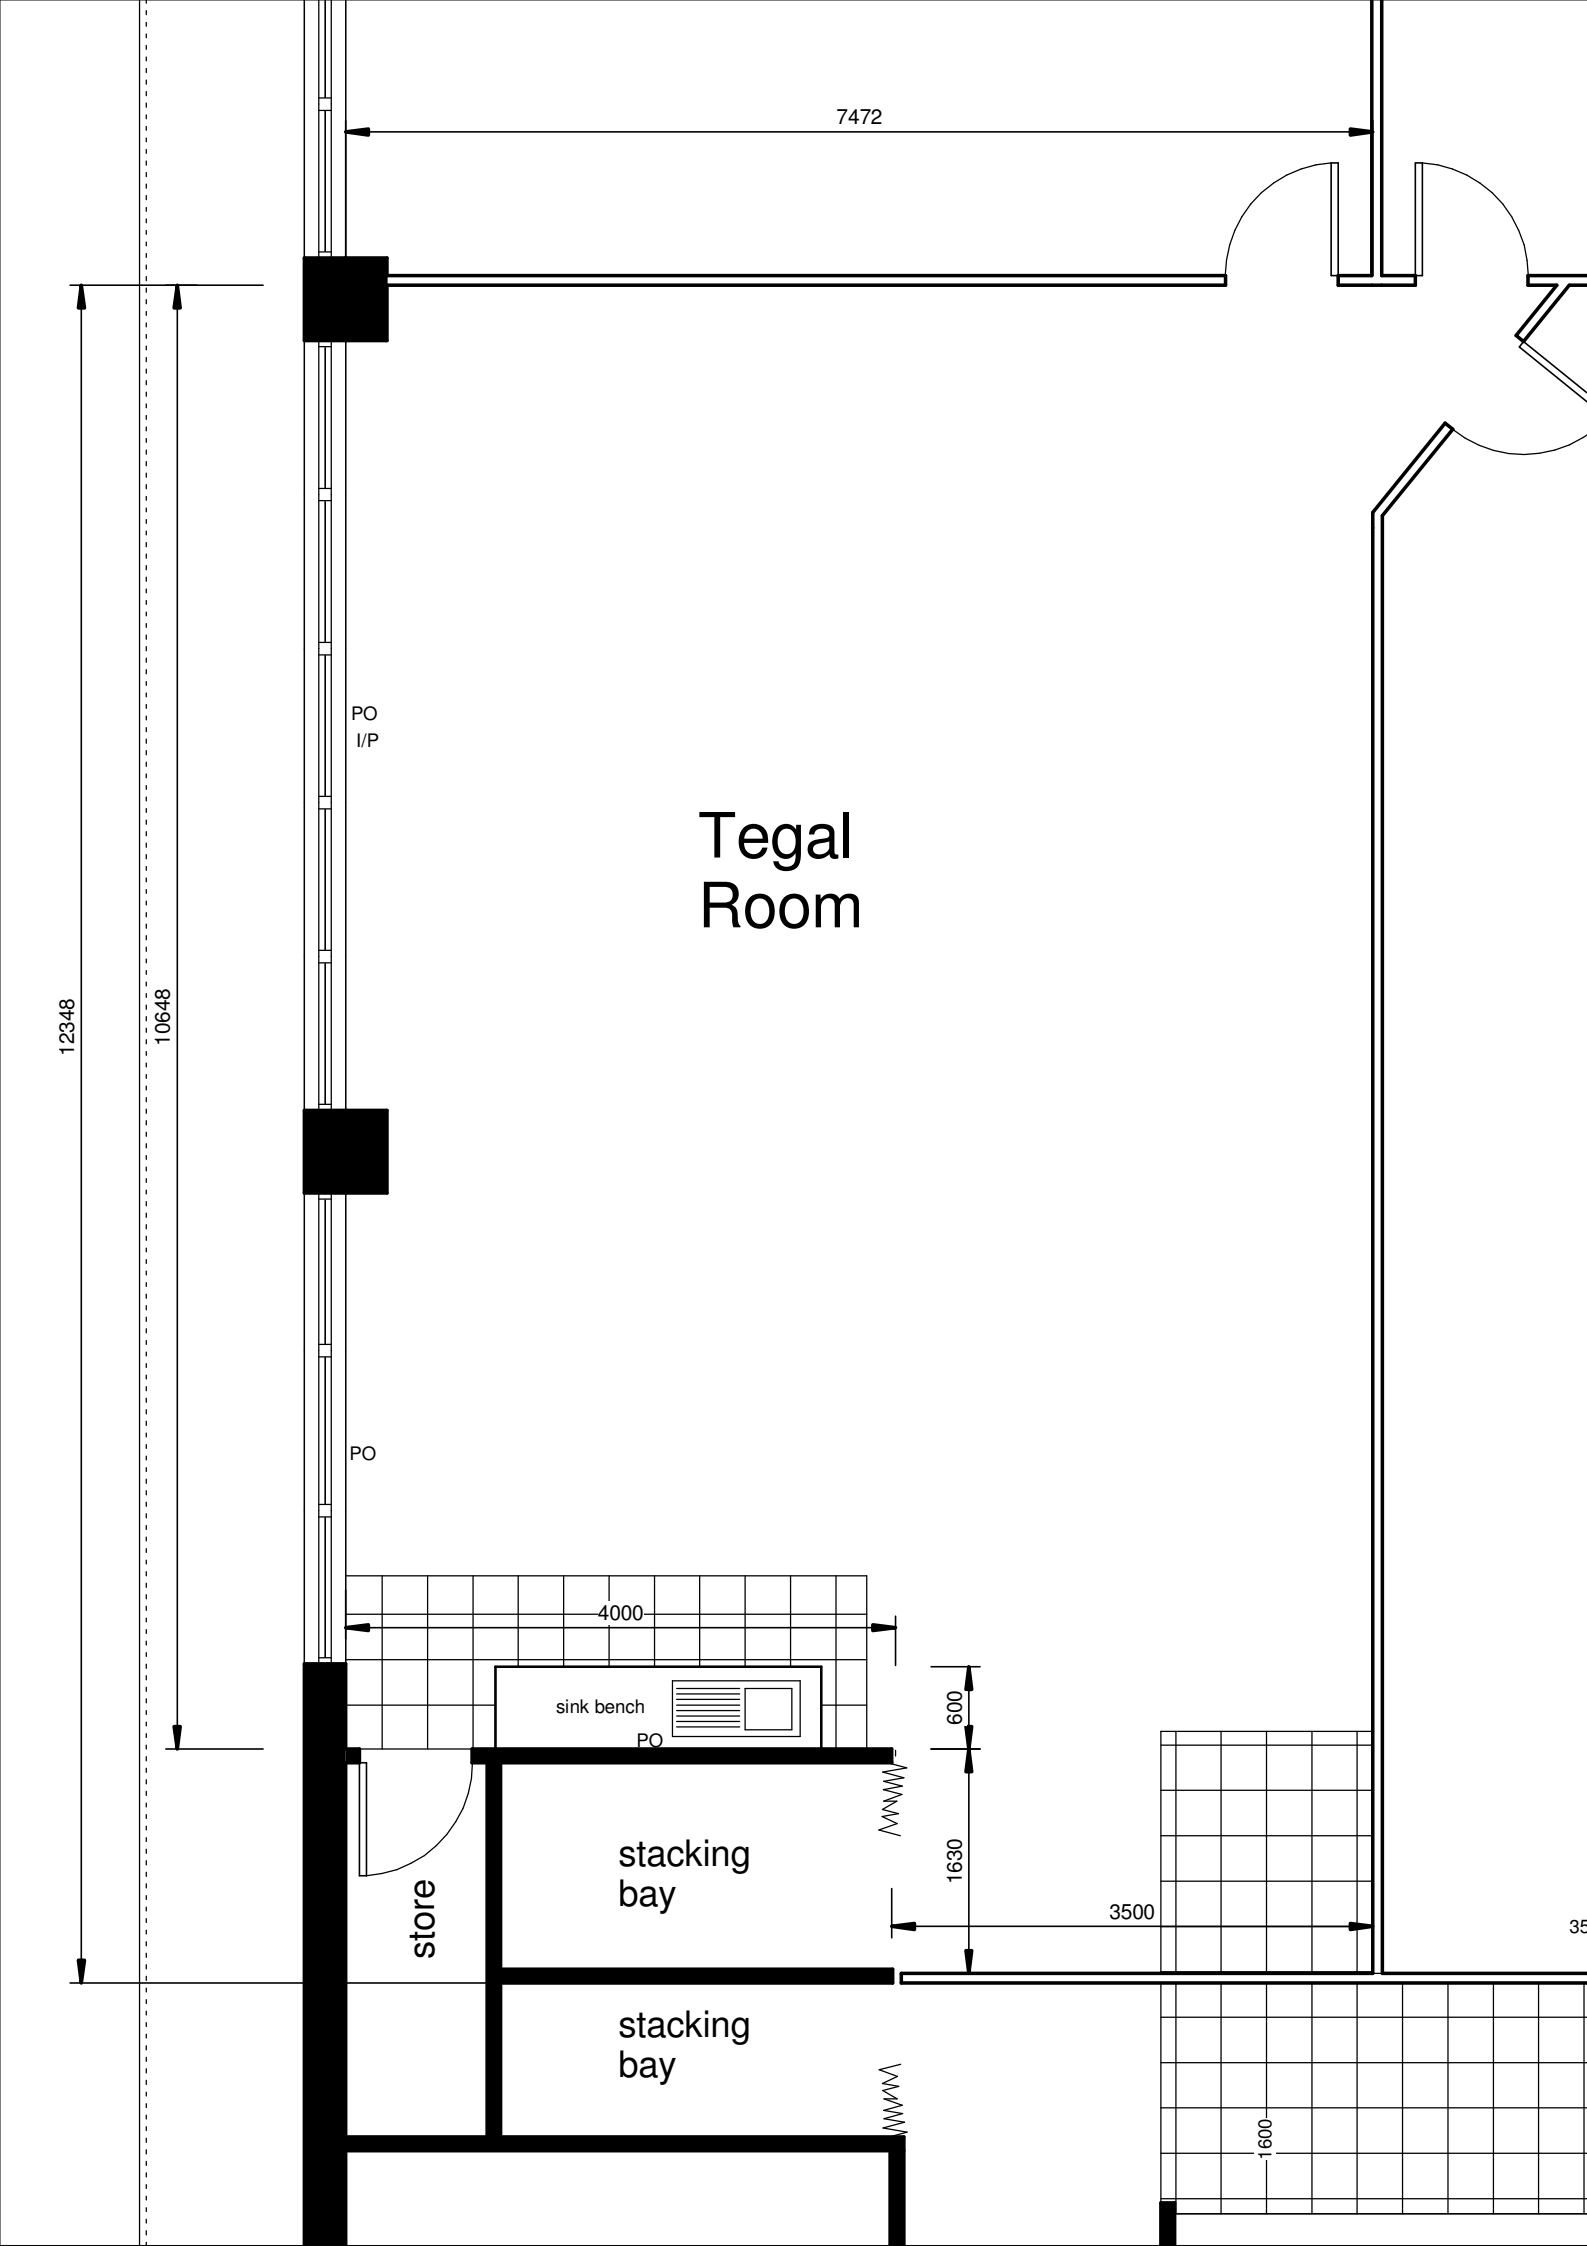 7472
PO
I/P
Tegal
Room
12348
10648
PO
4000
sink bench
PO
600
stacking
bay
1630
store
3500
35
stacking
bay
1600